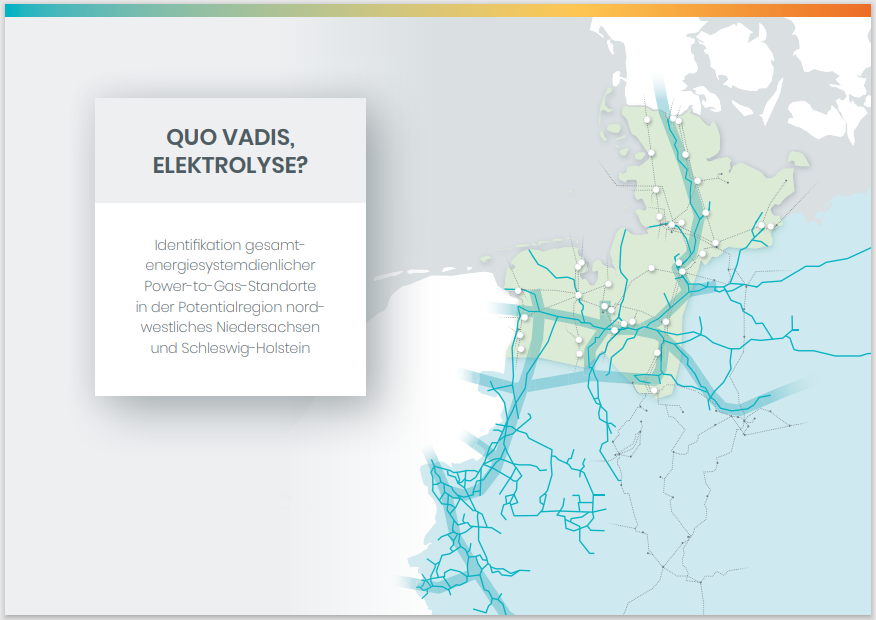 QUO VADIS,
ELEKTROLYSE?
Identifikation gesamt-
energiesystemdienlicher
Power-to-Gas-Standorte
in der Potentialregion nord-
westliches Niedersachsen
und Schleswig-Holstein